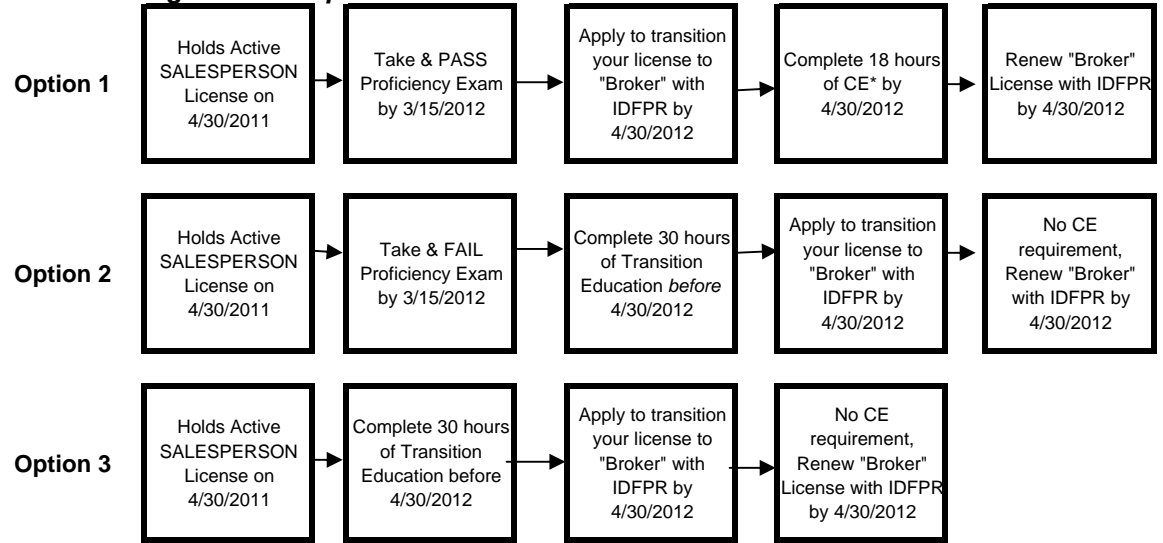 Option 1
Holds Active
SALESPERSON
License on
4/30/2011
Take & PASS
Proficiency Exam
by 3/15/2012
Apply to transition
your license to
"Broker" with
IDFPR by
4/30/2012
Complete 18 hours
of CE* by
4/30/2012
Renew "Broker"
License with IDFPR
by 4/30/2012
Option 2
Holds Active
SALESPERSON
License on
4/30/2011
Take & FAIL
Proficiency Exam
by 3/15/2012
Complete 30 hours
of Transition
Education before
4/30/2012
Apply to transition
your license to
"Broker" with
IDFPR by
4/30/2012
No CE
requirement,
Renew "Broker"
with IDFPR by
4/30/2012
Option 3
Holds Active
SALESPERSON
License on
4/30/2011
Complete 30 hours
of Transition
Education before
4/30/2012
Apply to transition
your license to
"Broker" with
IDFPR by
4/30/2012
No CE
requirement,
Renew "Broker"
License with IDFPR
by 4/30/2012